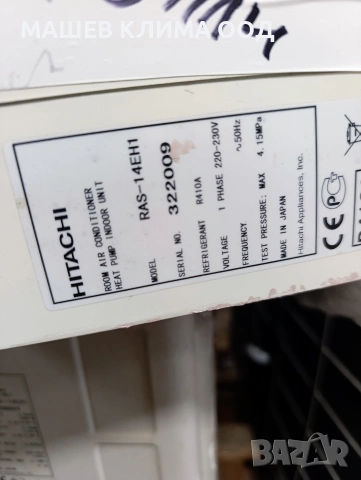 МАШЕВ КЛИМА ООД
HITACHI
ROOM AIR CONDITIONER
HEAT PUMP INDOOR UNIT
MODEL RAS-14EH1
SERIAL NO. 322009
REFRIGERANT R410A
VOLTAGE 1 PHASE 220-230V
FREQUENCY ~50Hz
TEST PRESSURE: MAX 4.15MPa
MADE IN JAPAN
Hitachi Appliances, Inc.
CE
BAZAR
bg